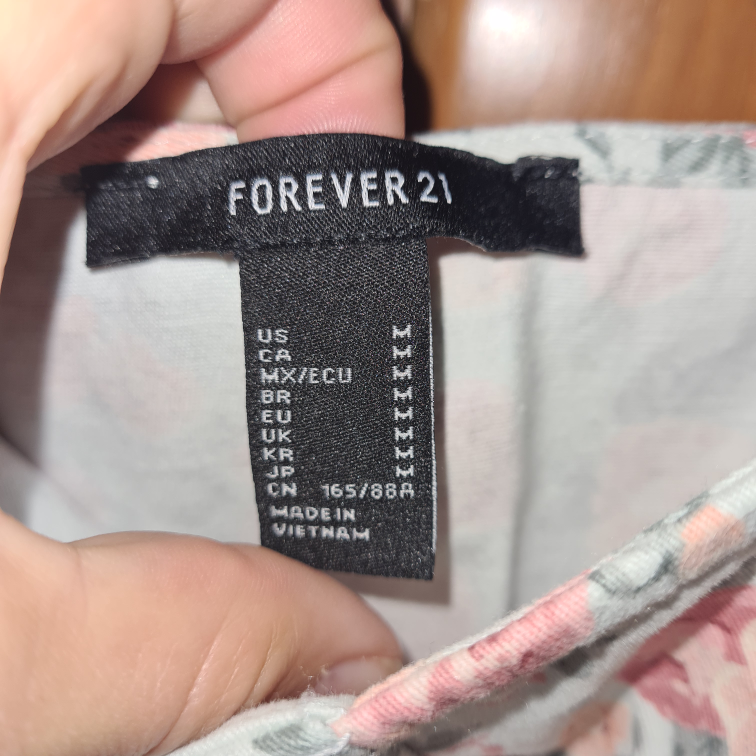 FOREVER 21
US M
CA M
MX/ECU M
BR M
EU M
UK M
KR M
JP M
CN 165/88A
MADE IN
VIETNAM